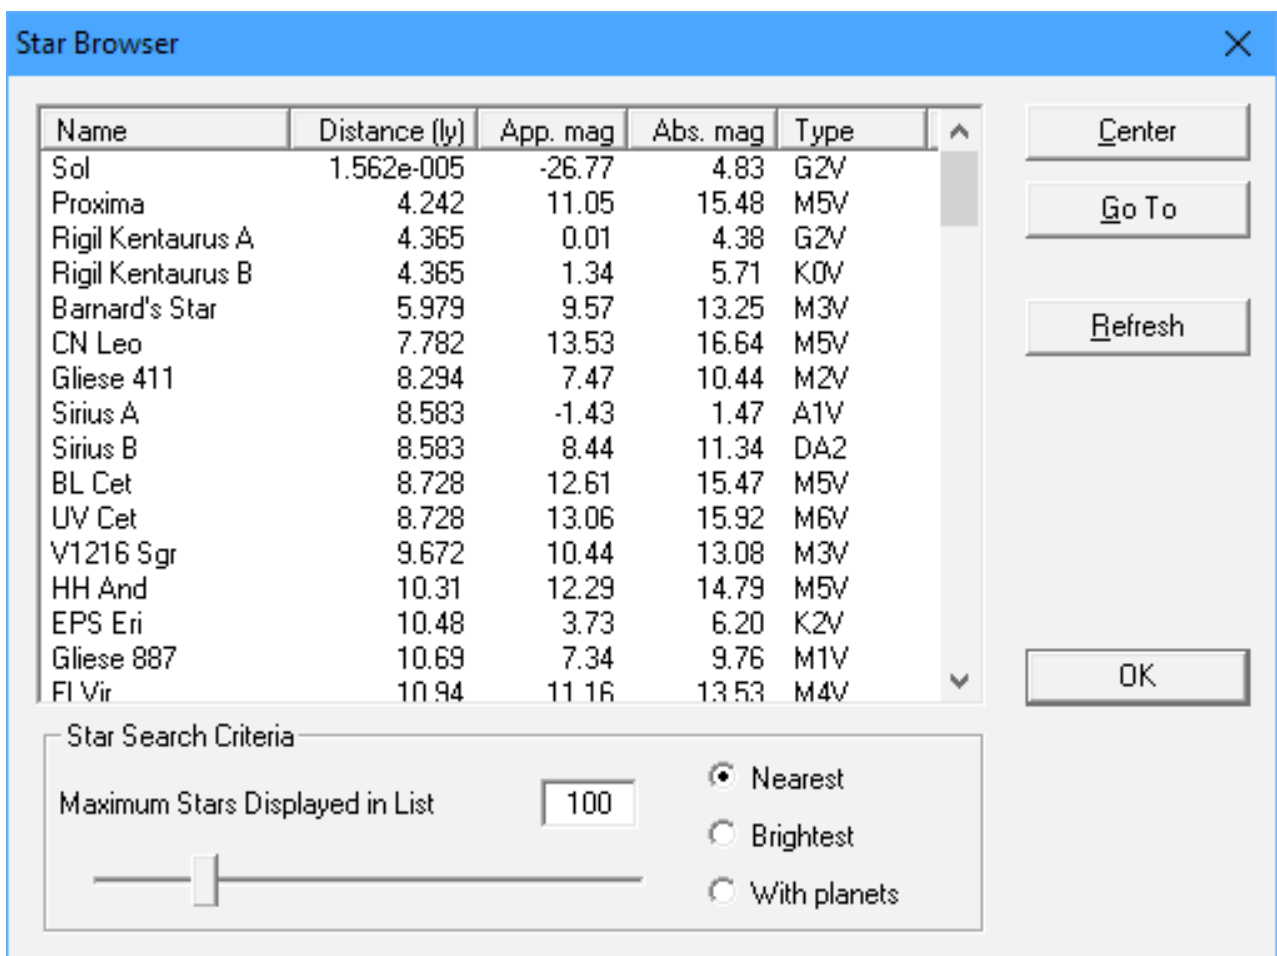 Star Browser
Name Distance (ly) App. mag Abs. mag Type
Sol 1.562e-005 -26.77 4.83 G2V
Proxima 4.242 11.05 15.48 M5V
Rigil Kentaurus A 4.365 0.01 4.38 G2V
Rigil Kentaurus B 4.365 1.34 5.71 K0V
Barnard's Star 5.979 9.57 13.25 M3V
CN Leo 7.782 13.53 16.64 M5V
Gliese 411 8.294 7.47 10.44 M2V
Sirius A 8.583 -1.43 1.47 A1V
Sirius B 8.583 8.44 11.34 DA2
BL Cet 8.728 12.61 15.47 M5V
UV Cet 8.728 13.06 15.92 M6V
V1216 Sgr 9.672 10.44 13.08 M3V
HH And 10.31 12.29 14.79 M5V
EPS Eri 10.48 3.73 6.20 K2V
Gliese 887 10.69 7.34 9.76 M1V
FI Vir 10.94 11.16 13.53 M4V
Center
Go To
Refresh
OK
Star Search Criteria
Maximum Stars Displayed in List 100
Nearest
Brightest
With planets